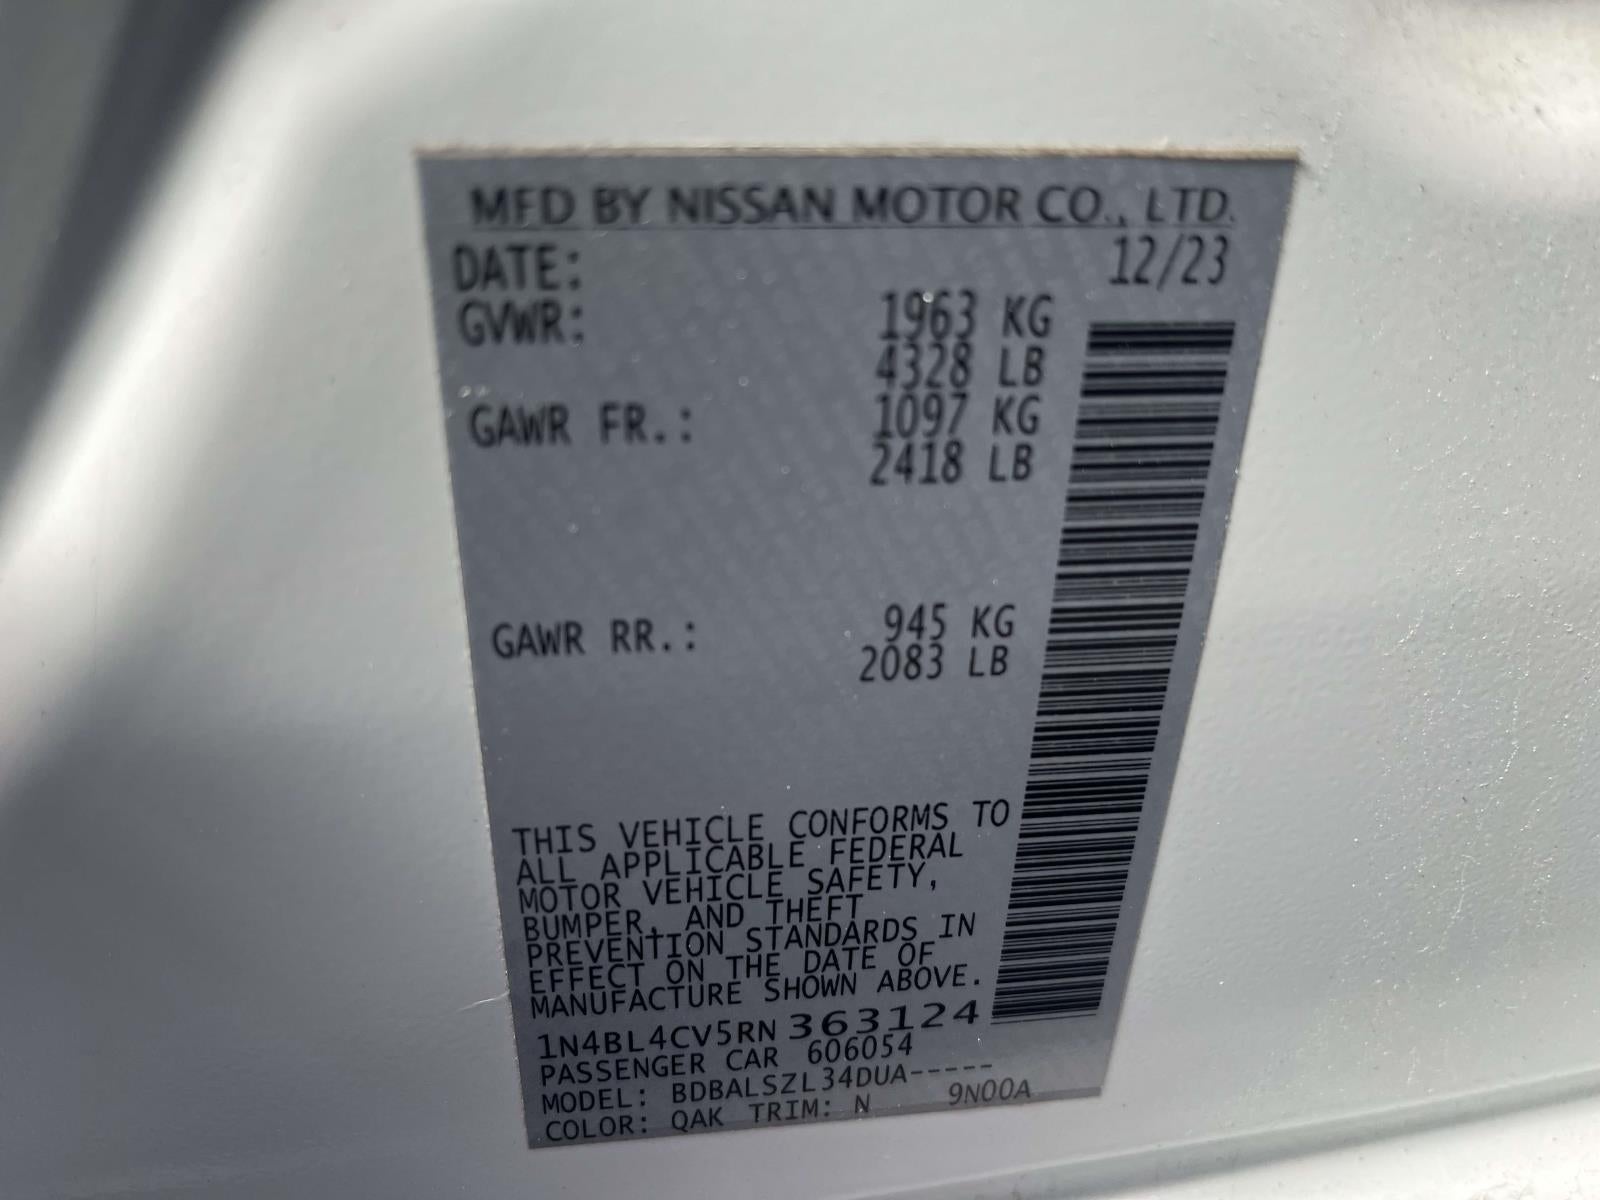 MFD BY NISSAN MOTOR CO., LTD.
DATE: 12/23
GVWR: 1963 KG
4328 LB
GAWR FR.: 1097 KG
2418 LB
GAWR RR.: 945 KG
2083 LB
THIS VEHICLE CONFORMS TO
ALL APPLICABLE FEDERAL
MOTOR VEHICLE SAFETY,
BUMPER, AND THEFT
PREVENTION STANDARDS IN
EFFECT ON THE DATE OF
MANUFACTURE SHOWN ABOVE.
1N4BL4CV5RN363124
PASSENGER CAR 606054
MODEL: BDBALSZL34DUA-----
COLOR: QAK TRIM: N 9N00A